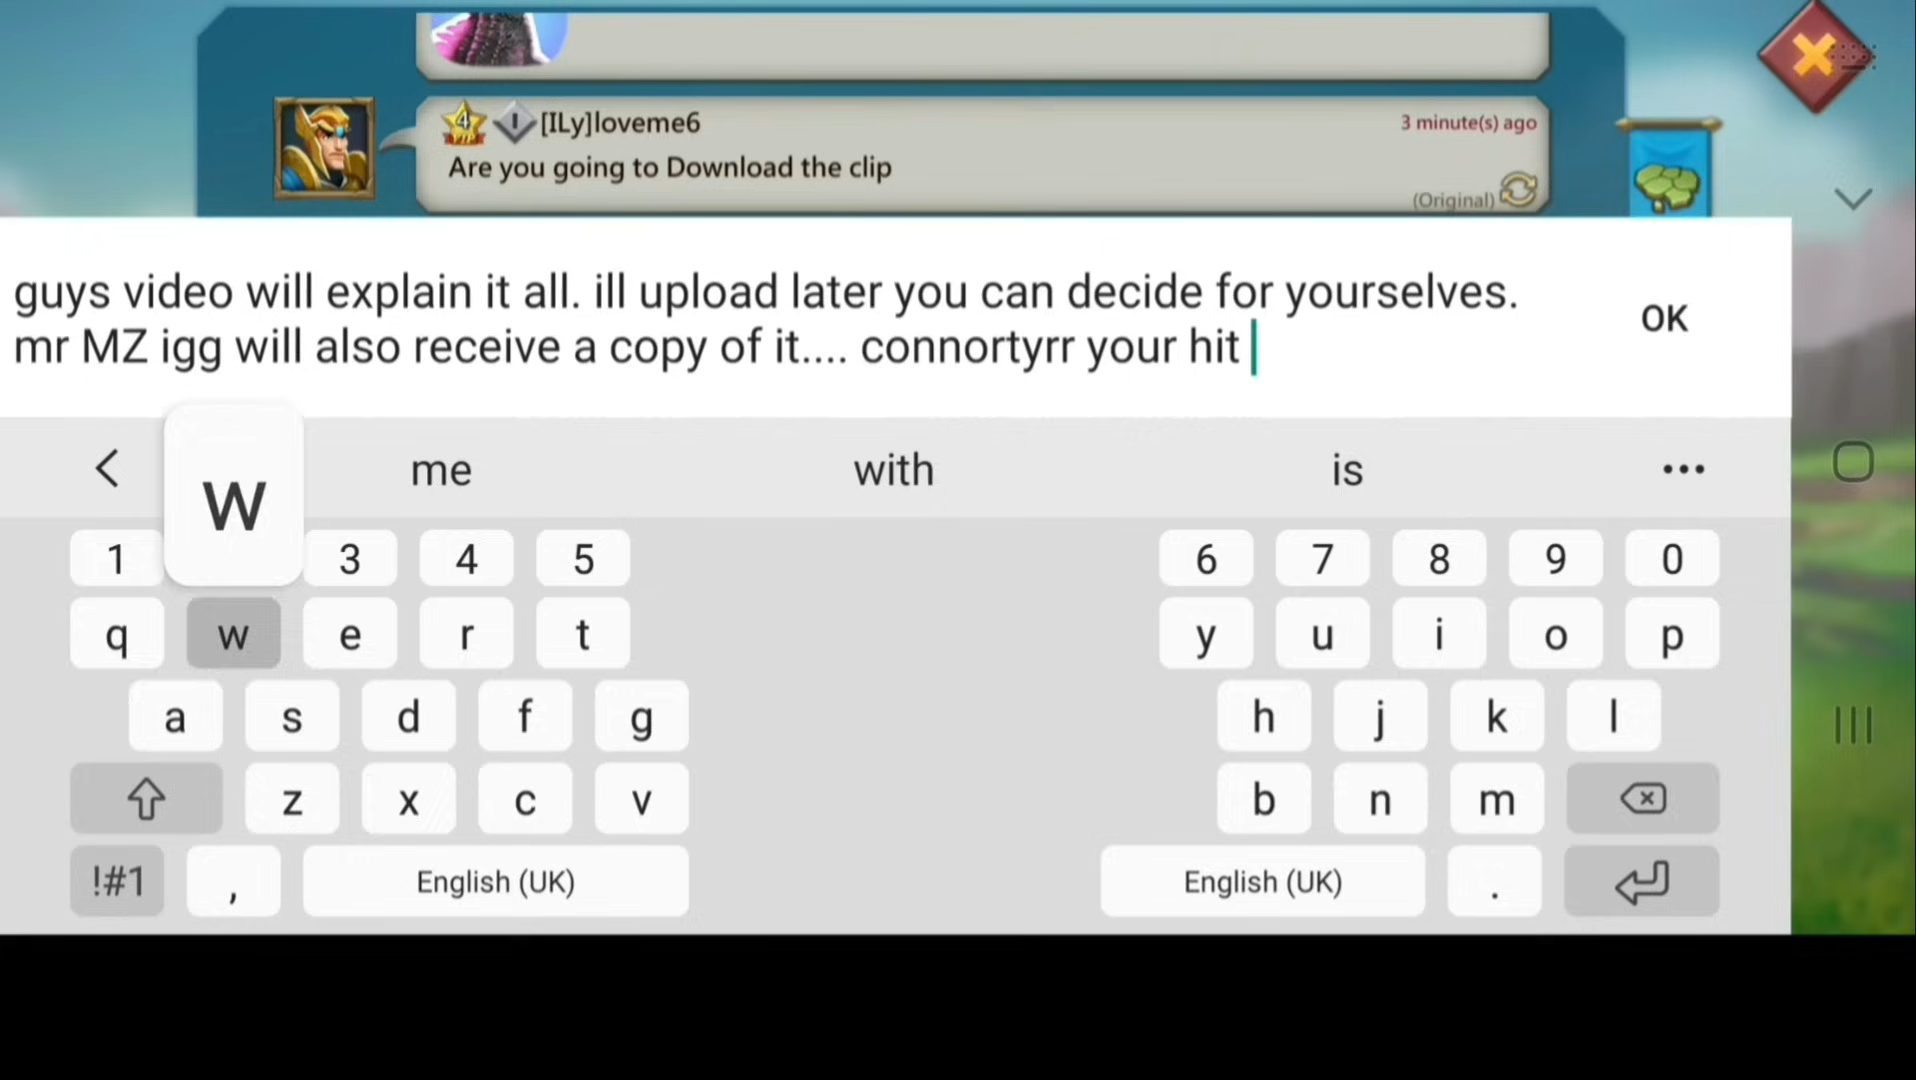 4
VIP
[ILy]loveme6
3 minute(s) ago
Are you going to Download the clip
(Original)
guys video will explain it all. ill upload later you can decide for yourselves.
mr MZ igg will also receive a copy of it.... connortyrr your hit
OK
w
me
with
is
1
3
4
5
6
7
8
9
0
q
w
e
r
t
y
u
i
o
p
a
s
d
f
g
h
j
k
l
z
x
c
v
b
n
m
!#1
,
English (UK)
English (UK)
.